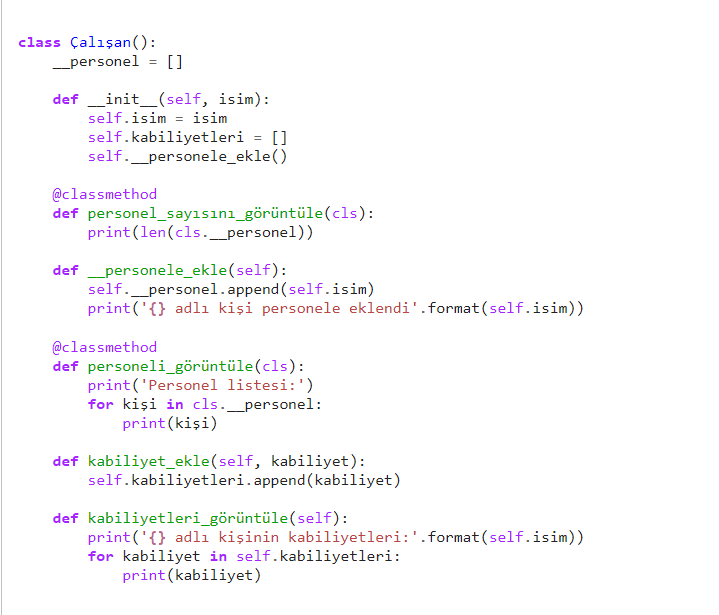 class Çalışan():
    __personel = []

    def __init__(self, isim):
        self.isim = isim
        self.kabiliyetleri = []
        self.__personele_ekle()

    @classmethod
    def personel_sayısını_görüntüle(cls):
        print(len(cls.__personel))

    def __personele_ekle(self):
        self.__personel.append(self.isim)
        print('{} adlı kişi personele eklendi'.format(self.isim))

    @classmethod
    def personeli_görüntüle(cls):
        print('Personel listesi:')
        for kişi in cls.__personel:
            print(kişi)

    def kabiliyet_ekle(self, kabiliyet):
        self.kabiliyetleri.append(kabiliyet)

    def kabiliyetleri_görüntüle(self):
        print('{} adlı kişinin kabiliyetleri:'.format(self.isim))
        for kabiliyet in self.kabiliyetleri:
            print(kabiliyet)